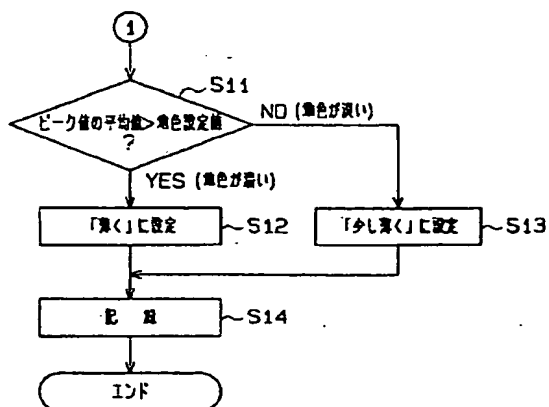 1
S11
ピーク値の平均値>地色設定値
?
NO (地色が淡い)
YES (地色が濃い)
「薄く」に設定
S12
「少し薄く」に設定
S13
記 録
S14
エンド